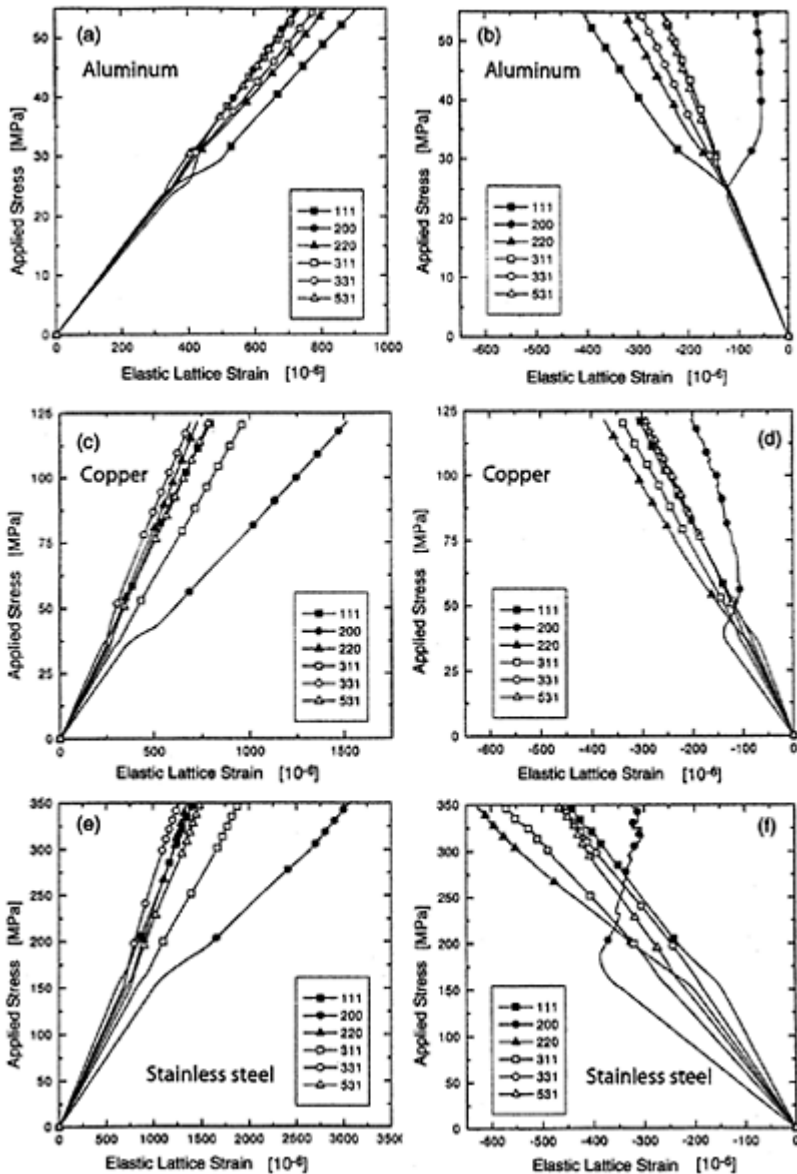 (a)
Aluminum
Applied Stress [MPa]
50
40
30
20
10
0
111
200
220
311
331
531
0 200 400 600 800 1000
Elastic Lattice Strain [10-6]
(b)
Aluminum
Applied Stress [MPa]
50
40
30
20
10
0
111
200
220
311
331
531
-600 -500 -400 -300 -200 -100 0
Elastic Lattice Strain [10-6]
(c)
Copper
Applied Stress [MPa]
125
100
75
50
25
0
111
200
220
311
331
531
0 500 1000 1500
Elastic Lattice Strain [10-6]
(d)
Copper
Applied Stress [MPa]
125
100
75
50
25
0
111
200
220
311
331
531
-600 -500 -400 -300 -200 -100 0
Elastic Lattice Strain [10-6]
(e)
Stainless steel
Applied Stress [MPa]
350
300
250
200
150
100
50
0
111
200
220
311
331
531
0 500 1000 1500 2000 2500 3000 350
Elastic Lattice Strain [10-6]
(f)
Stainless steel
Applied Stress [MPa]
350
300
250
200
150
100
50
0
111
200
220
311
331
531
-600 -400 -200 0
Elastic Lattice Strain [10-6]